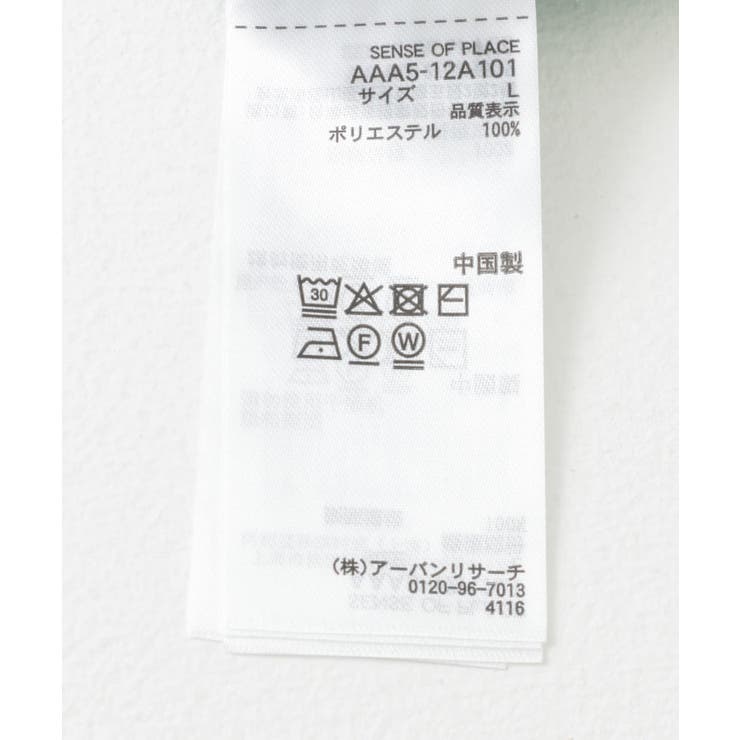 SENSE OF PLACE
AAA5-12A101
サイズ L
品質表示
ポリエステル 100%
中国製
30
F W
(株)アーバンリサーチ
0120-96-7013
4116